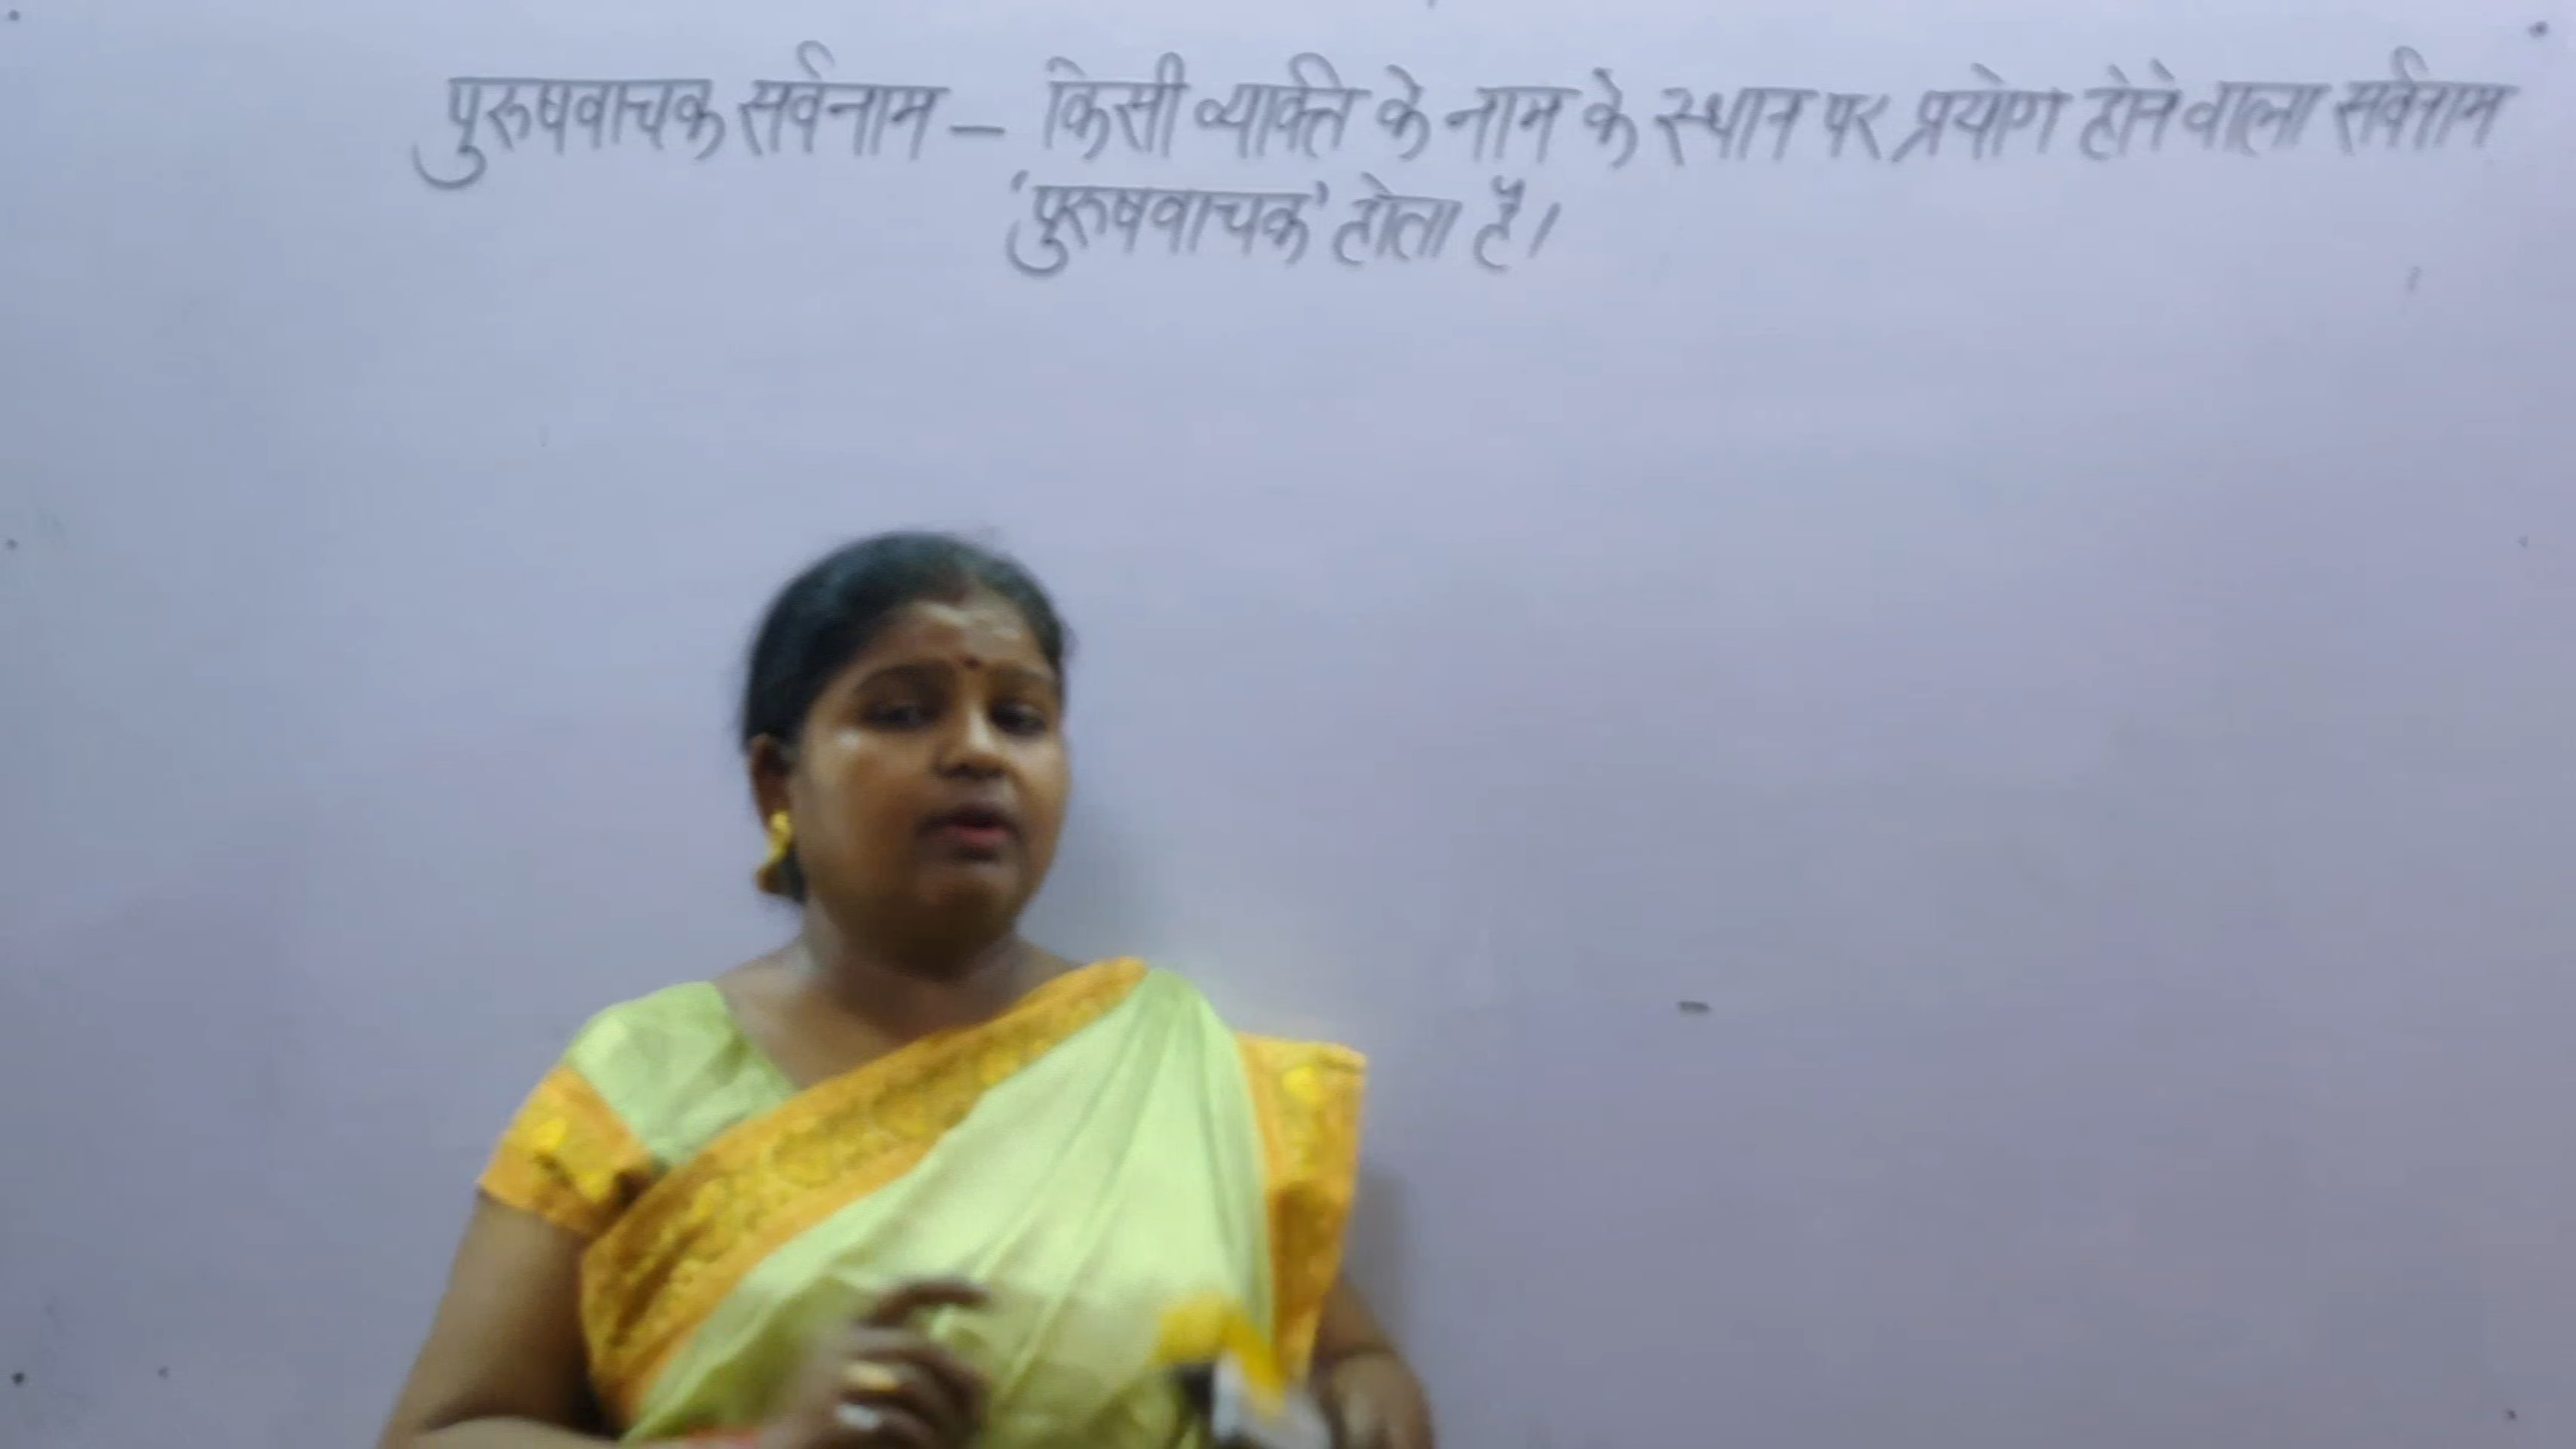 पुरुषवाचक सर्वनाम – किसी व्यक्ति के नाम के स्थान पर प्रयोग होने वाला सर्वनाम
'पुरुषवाचक' होता है।